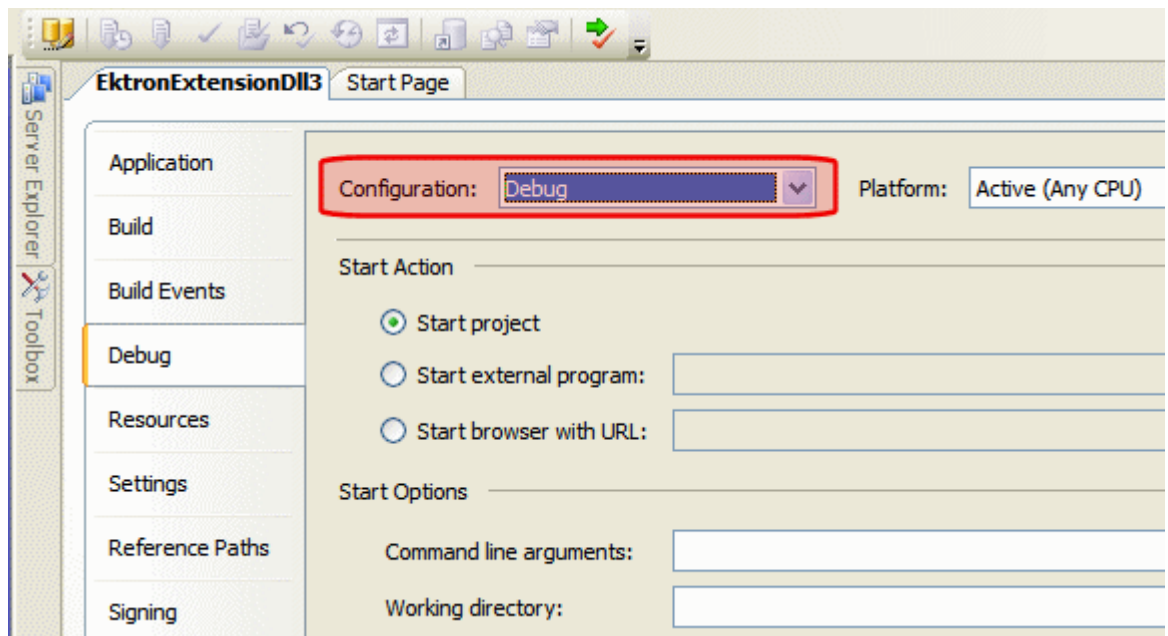 EktronExtensionDll3 Start Page
Server Explorer
Toolbox
Application
Build
Build Events
Debug
Resources
Settings
Reference Paths
Signing
Configuration: Debug Platform: Active (Any CPU)
Start Action
Start project
Start external program:
Start browser with URL:
Start Options
Command line arguments:
Working directory: